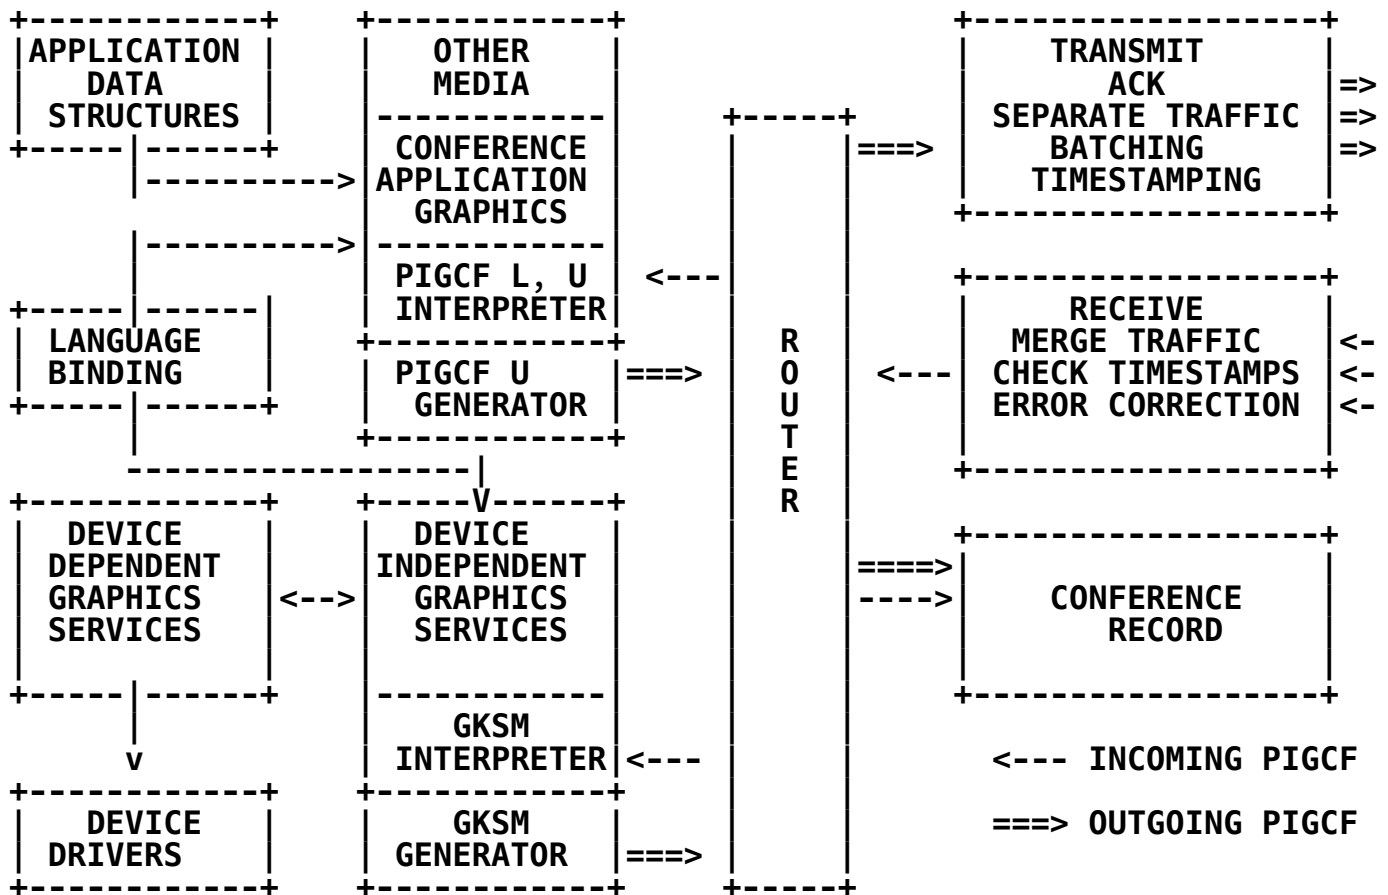 APPLICATION
DATA
STRUCTURES
OTHER
MEDIA
CONFERENCE
APPLICATION
GRAPHICS
PIGCF L, U
INTERPRETER
PIGCF U
GENERATOR
LANGUAGE
BINDING
DEVICE
DEPENDENT
GRAPHICS
SERVICES
DEVICE
INDEPENDENT
GRAPHICS
SERVICES
GKSM
INTERPRETER
DEVICE
DRIVERS
GKSM
GENERATOR
R
O
U
T
E
R
TRANSMIT
ACK
SEPARATE TRAFFIC
BATCHING
TIMESTAMPING
RECEIVE
MERGE TRAFFIC
CHECK TIMESTAMPS
ERROR CORRECTION
CONFERENCE
RECORD
<--- INCOMING PIGCF
===> OUTGOING PIGCF